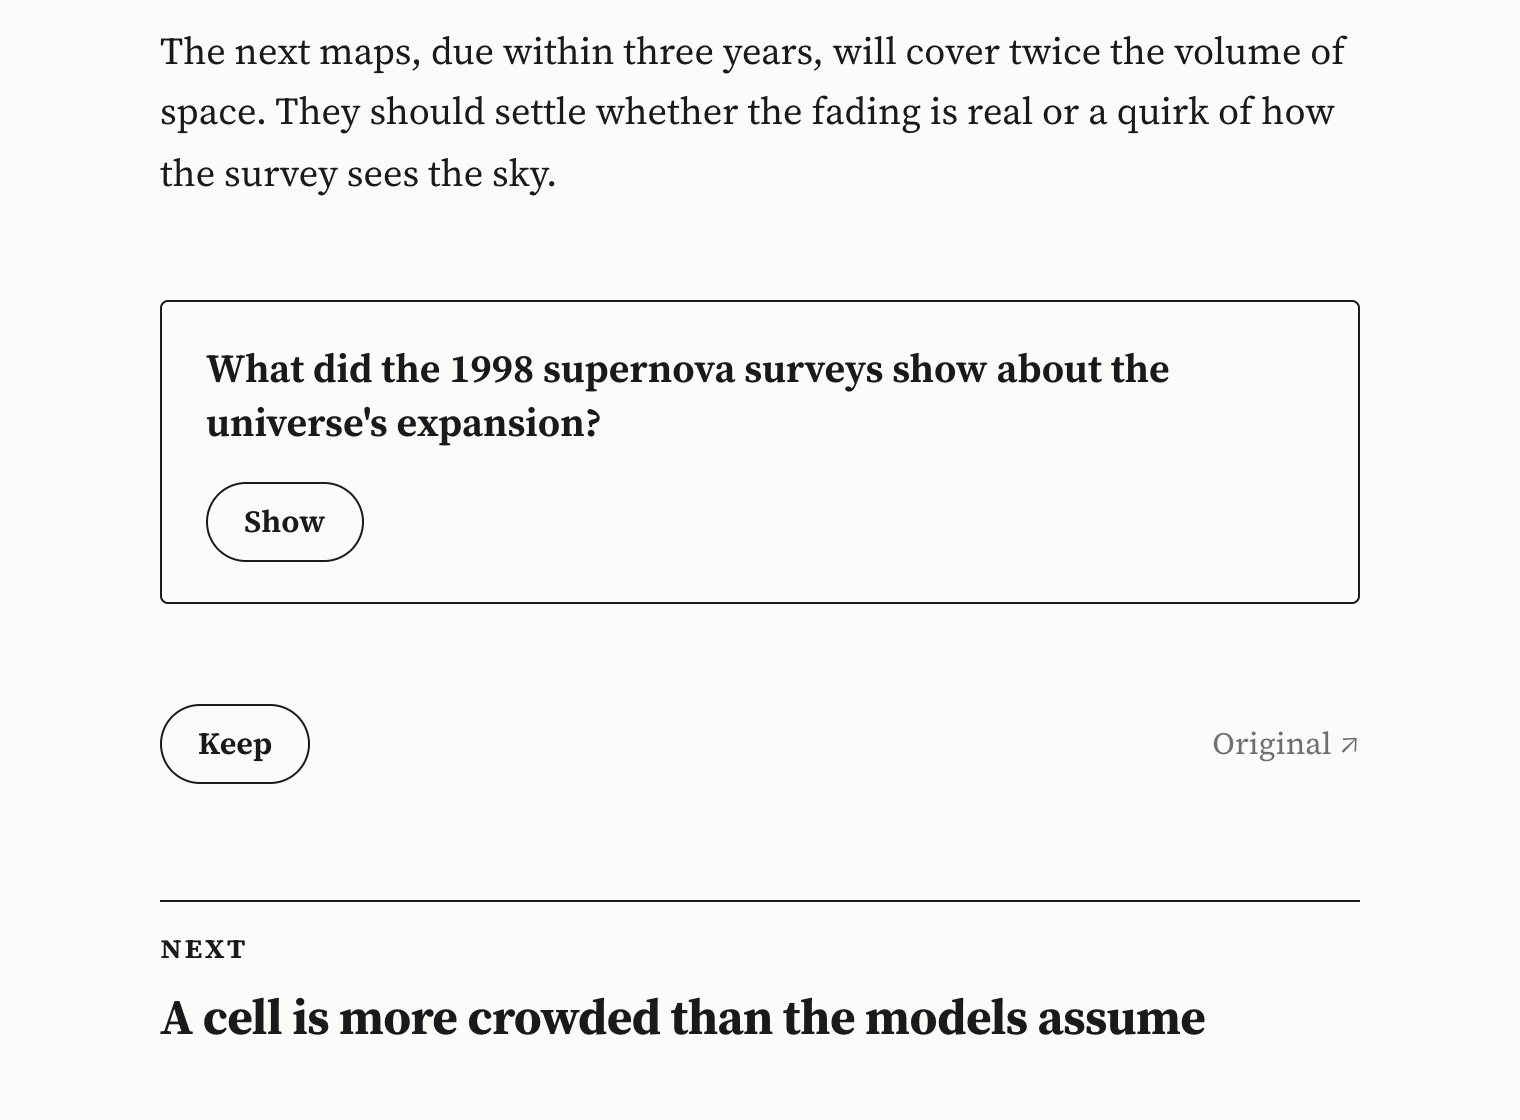 The next maps, due within three years, will cover twice the volume of
space. They should settle whether the fading is real or a quirk of how
the survey sees the sky.
What did the 1998 supernova surveys show about the
universe's expansion?
Show
Keep
Original ↗
NEXT
A cell is more crowded than the models assume